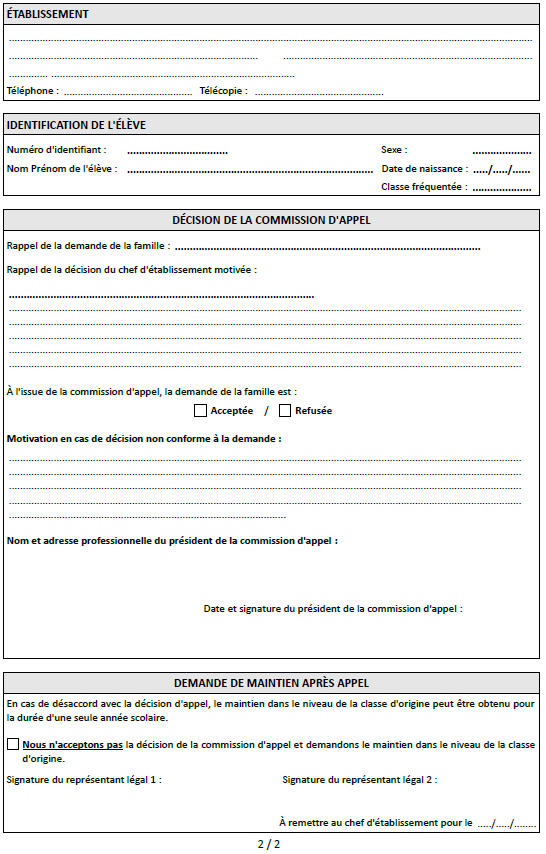 ÉTABLISSEMENT
................................................................................
........................................ ........................................
............... ........................................
Téléphone : ........................................ Télécopie : ........................................
IDENTIFICATION DE L'ÉLÈVE
Numéro d'identifiant : .................................. Sexe : ....................
Nom Prénom de l'élève : ................................................................................ Date de naissance : ...../...../......
Classe fréquentée : ....................
DÉCISION DE LA COMMISSION D'APPEL
Rappel de la demande de la famille : ................................................................................
Rappel de la décision du chef d'établissement motivée :
................................................................................
................................................................................
................................................................................
................................................................................
................................................................................
................................................................................
À l'issue de la commission d'appel, la demande de la famille est :
Acceptée / Refusée
Motivation en cas de décision non conforme à la demande :
................................................................................
................................................................................
................................................................................
................................................................................
................................................................................
Nom et adresse professionnelle du président de la commission d'appel :
Date et signature du président de la commission d'appel :
DEMANDE DE MAINTIEN APRÈS APPEL
En cas de désaccord avec la décision d'appel, le maintien dans le niveau de la classe d'origine peut être obtenu pour
la durée d'une seule année scolaire.
Nous n'acceptons pas la décision de la commission d'appel et demandons le maintien dans le niveau de la classe
d'origine.
Signature du représentant légal 1 : Signature du représentant légal 2 :
À remettre au chef d'établissement pour le ...../...../........
2 / 2